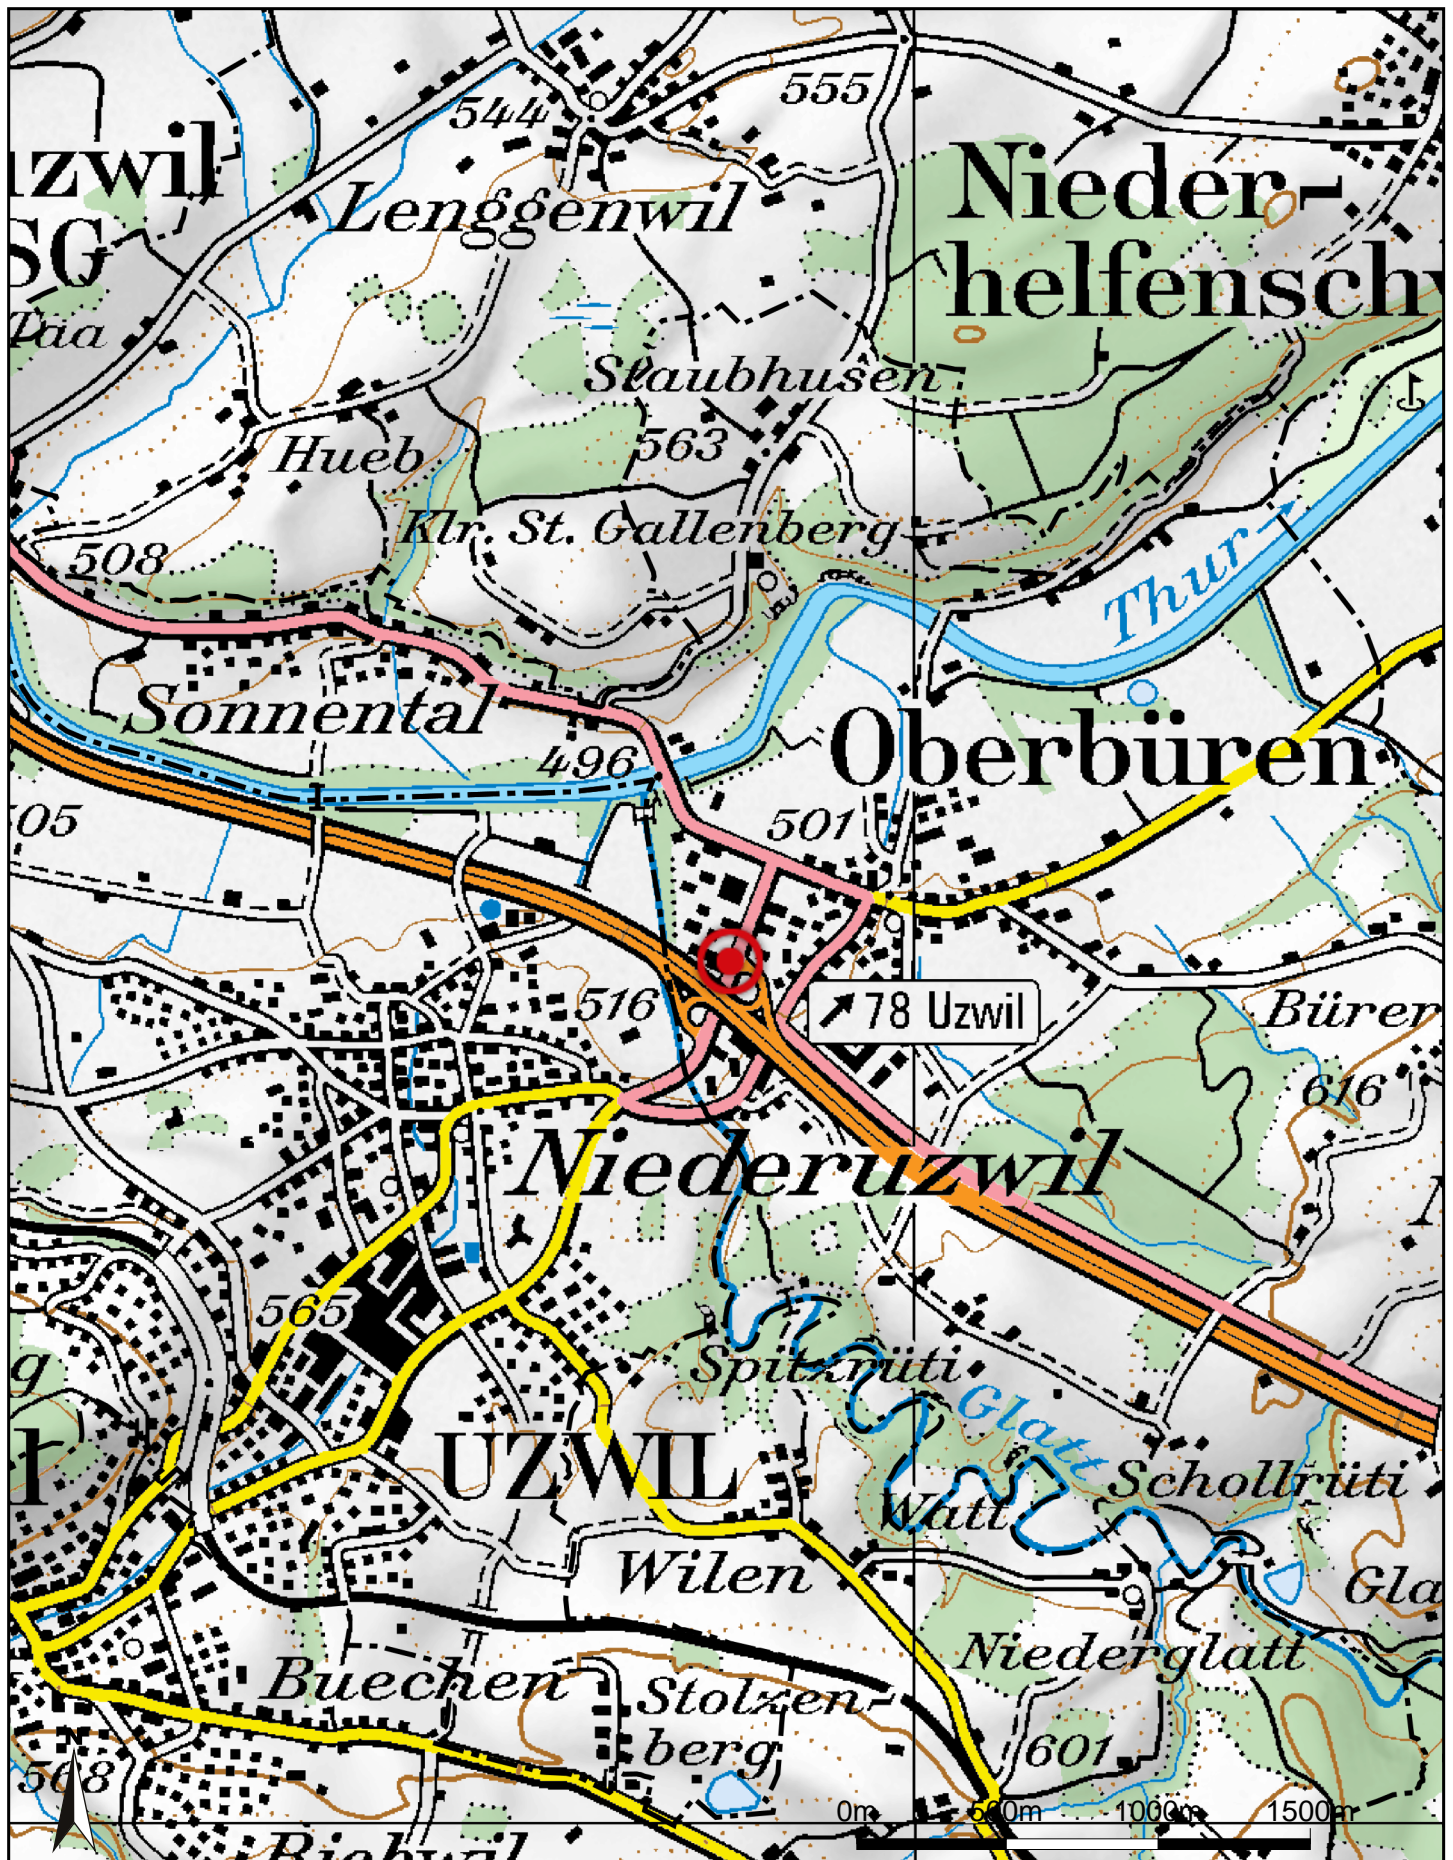 555
544
Nieder-
Lenggenwil
SG
helfensch
Staubhusen
563
Hueb
Klr. St. Gallenberg
508
Thur
Sonnental
Oberbüren
496
501
516
78 Uzwil
Bürer
616
Niederuzwil
565
Spitzrüti
Glatt
UZWIL
Schollrüti
Watt
Wilen
Gla
Niederglatt
Buechen
Stolzen-
berg
601
568
N
0m 500m 1000m 1500m